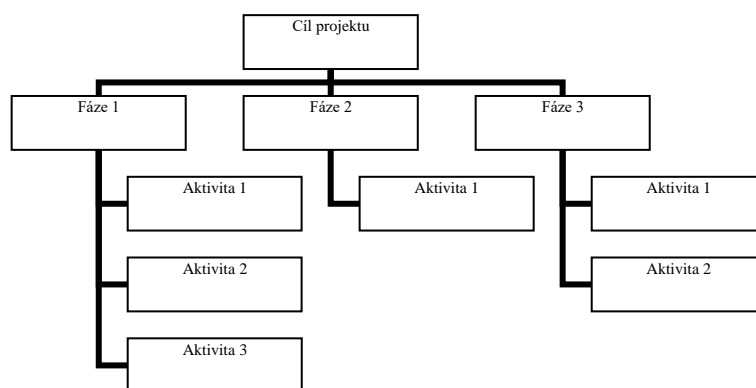 Cíl projektu
Fáze 1
Fáze 2
Fáze 3
Aktivita 1
Aktivita 1
Aktivita 1
Aktivita 2
Aktivita 2
Aktivita 3